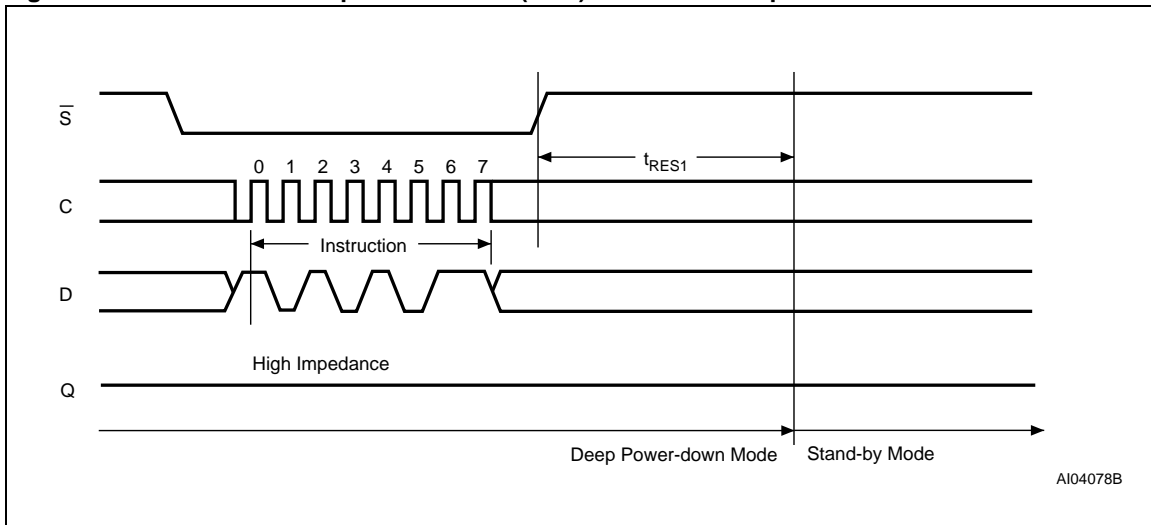 S
0 1 2 3 4 5 6 7
tRES1
C
Instruction
D
High Impedance
Q
Deep Power-down Mode Stand-by Mode
AI04078B